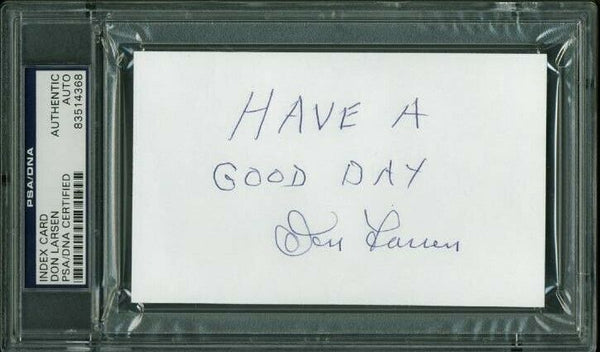 PSA/DNA
INDEX CARD
DON LARSEN
PSA/DNA CERTIFIED
AUTHENTIC
AUTO
83514368
HAVE A
GOOD DAY
Don Larsen